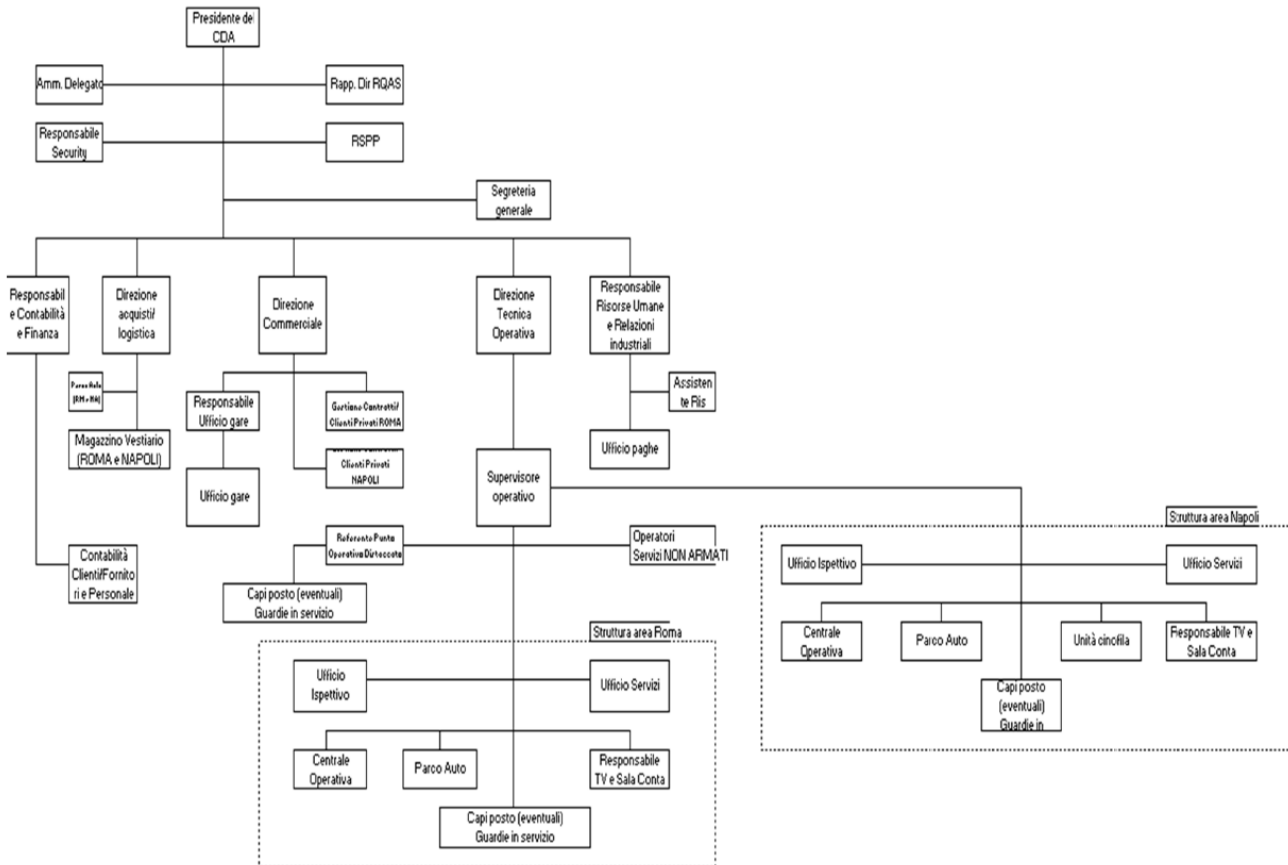 Presidente del
CDA
Amm. Delegato
Rapp. Dir RQAS
Responsabile
Security
RSPP
Segreteria
generale
Responsabil
e Contabilità
e Finanza
Direzione
acquisti/
logistica
Direzione
Commerciale
Direzione
Tecnica
Operativa
Responsabile
Risorse Umane
e Relazioni
industriali
(RM e NA)
Magazzino Vestiario
(ROMA e NAPOLI)
Responsabile
Ufficio gare
Gestione Contratti/
Clienti Privati ROMA
Clienti Privati
NAPOLI
Ufficio gare
Assisten
te Ris
Ufficio paghe
Supervisore
operativo
Contabilità
Clienti/Fornito
ri e Personale
Referente Punto
Operativo Distaccato
Operatori
Servizi NON ARMATI
Capi posto (eventuali)
Guardie in servizio
Struttura area Roma
Ufficio
Ispettivo
Ufficio Servizi
Centrale
Operativa
Parco Auto
Responsabile
TV e Sala Conta
Capi posto (eventuali)
Guardie in servizio
Struttura area Napoli
Ufficio Ispettivo
Ufficio Servizi
Centrale
Operativa
Parco Auto
Unità cinofila
Responsabile TV e
Sala Conta
Capi posto
(eventuali)
Guardie in